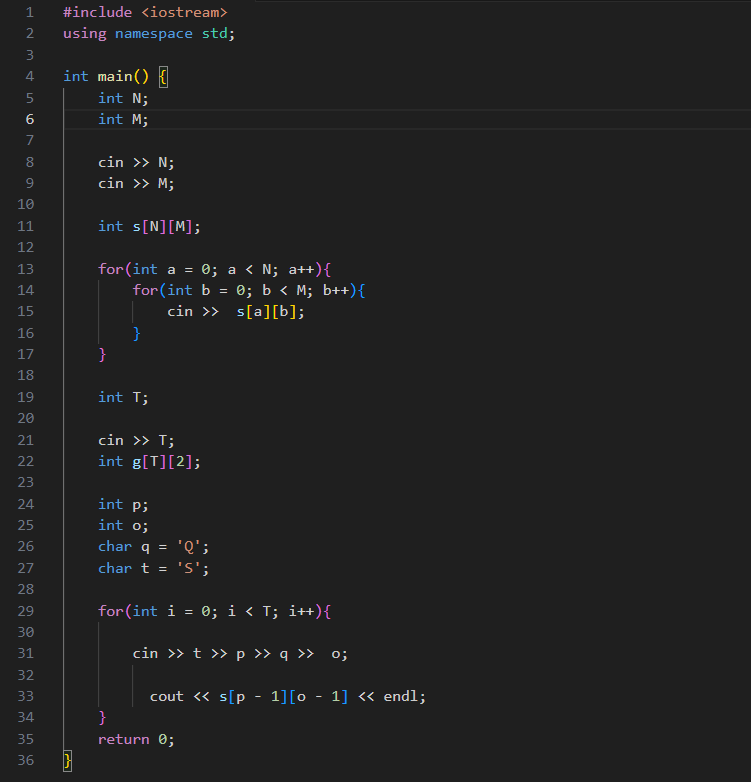 1 #include <iostream>
2 using namespace std;
3
4 int main() {
5     int N;
6     int M;
7
8     cin >> N;
9     cin >> M;
10
11     int s[N][M];
12
13     for(int a = 0; a < N; a++){
14         for(int b = 0; b < M; b++){
15             cin >>  s[a][b];
16         }
17     }
18
19     int T;
20
21     cin >> T;
22     int g[T][2];
23
24     int p;
25     int o;
26     char q = 'Q';
27     char t = 'S';
28
29     for(int i = 0; i < T; i++){
30
31         cin >> t >> p >> q >>  o;
32
33           cout << s[p - 1][o - 1] << endl;
34     }
35     return 0;
36 }